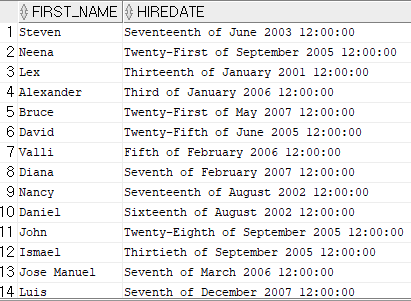 FIRST_NAME HIREDATE
1 Steven Seventeenth of June 2003 12:00:00
2 Neena Twenty-First of September 2005 12:00:00
3 Lex Thirteenth of January 2001 12:00:00
4 Alexander Third of January 2006 12:00:00
5 Bruce Twenty-First of May 2007 12:00:00
6 David Twenty-Fifth of June 2005 12:00:00
7 Valli Fifth of February 2006 12:00:00
8 Diana Seventh of February 2007 12:00:00
9 Nancy Seventeenth of August 2002 12:00:00
10 Daniel Sixteenth of August 2002 12:00:00
11 John Twenty-Eighth of September 2005 12:00:00
12 Ismael Thirtieth of September 2005 12:00:00
13 Jose Manuel Seventh of March 2006 12:00:00
14 Luis Seventh of December 2007 12:00:00